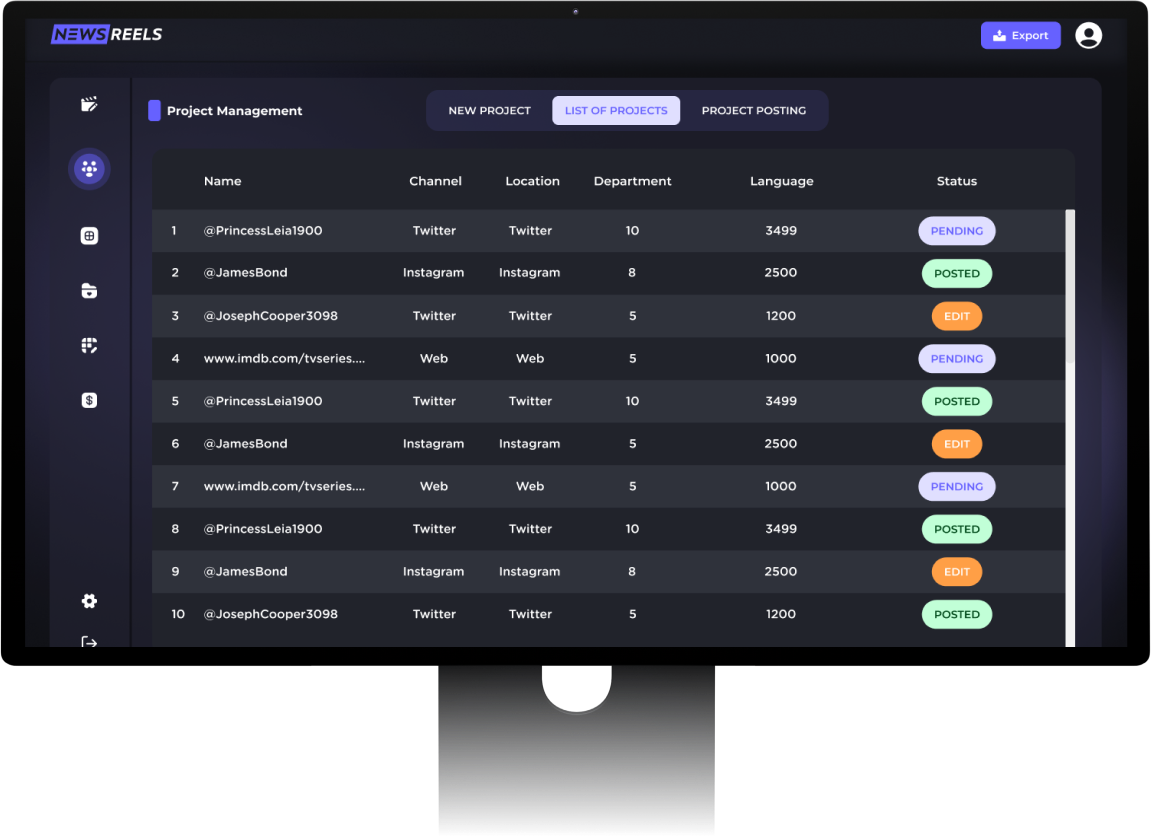 NEWSREELS
Export
Project Management
NEW PROJECT LIST OF PROJECTS PROJECT POSTING
Name Channel Location Department Language Status
1 @PrincessLeia1900 Twitter Twitter 10 3499 PENDING
2 @JamesBond Instagram Instagram 8 2500 POSTED
3 @JosephCooper3098 Twitter Twitter 5 1200 EDIT
4 www.imdb.com/tvseries.... Web Web 5 1000 PENDING
5 @PrincessLeia1900 Twitter Twitter 10 3499 POSTED
6 @JamesBond Instagram Instagram 5 2500 EDIT
7 www.imdb.com/tvseries.... Web Web 5 1000 PENDING
8 @PrincessLeia1900 Twitter Twitter 10 3499 POSTED
9 @JamesBond Instagram Instagram 8 2500 EDIT
10 @JosephCooper3098 Twitter Twitter 5 1200 POSTED